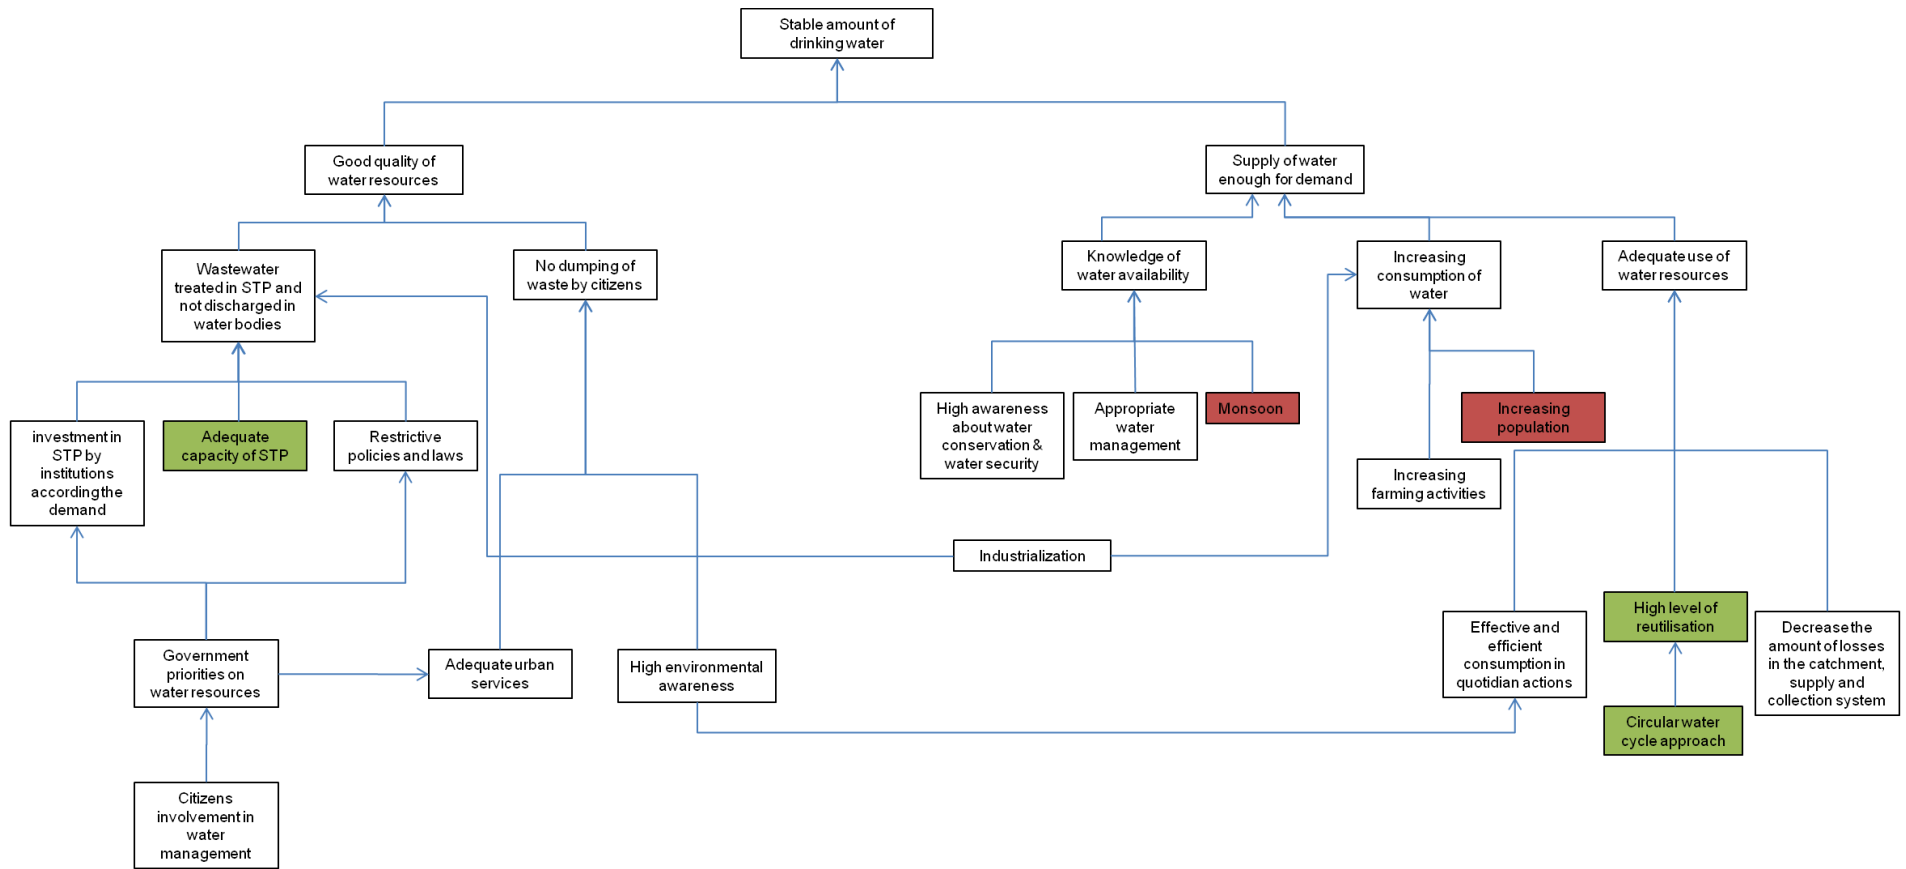 Stable amount of
drinking water
Good quality of
water resources
Supply of water
enough for demand
Wastewater
treated in STP and
not discharged in
water bodies
No dumping of
waste by citizens
Knowledge of
water availability
Increasing
consumption of
water
Adequate use of
water resources
investment in
STP by
institutions
according the
demand
Adequate
capacity of STP
Restrictive
policies and laws
High awareness
about water
conservation &
water security
Appropriate
water
management
Monsoon
Increasing
population
Increasing
farming activities
Industrialization
Government
priorities on
water resources
Adequate urban
services
High environmental
awareness
Effective and
efficient
consumption in
quotidian actions
High level of
reutilisation
Decrease the
amount of losses
in the catchment,
supply and
collection system
Circular water
cycle approach
Citizens
involvement in
water
management